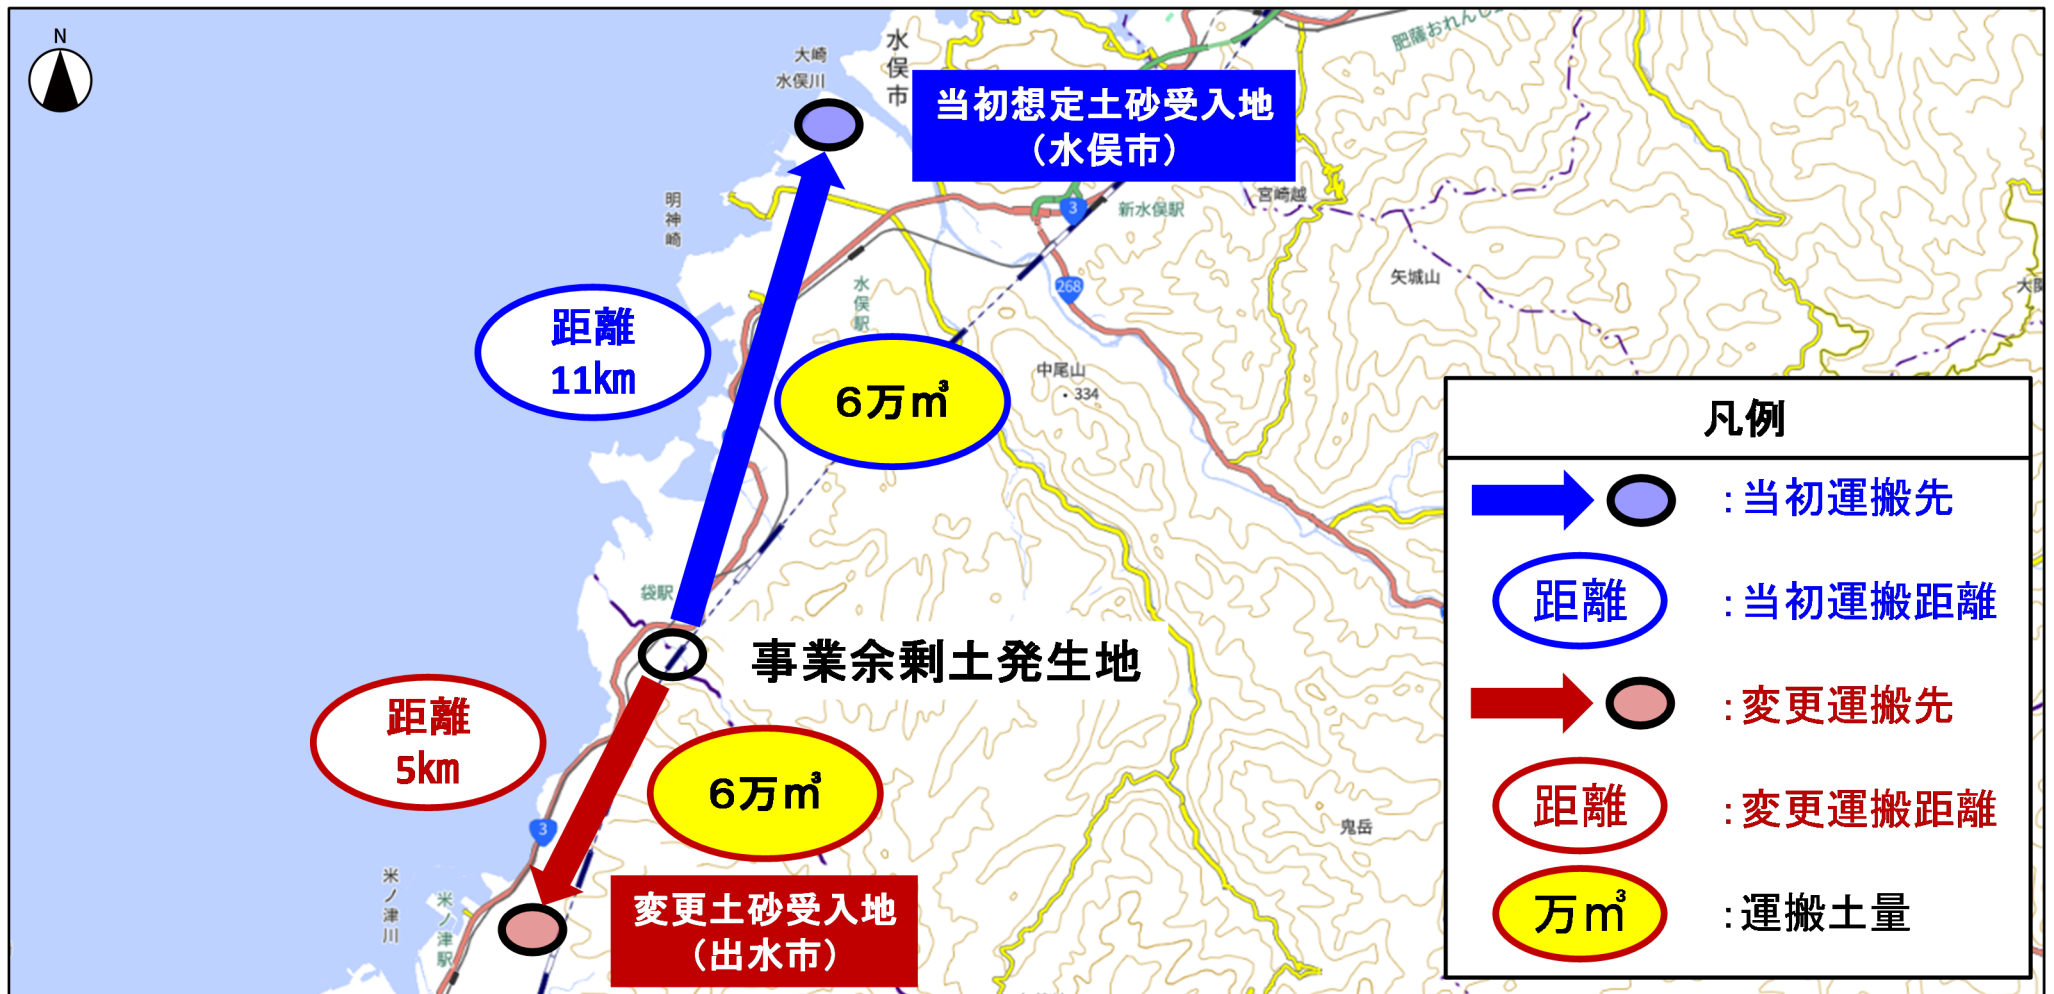 N
大崎
水俣川
水俣市
肥薩おれんじ
当初想定土砂受入地
（水俣市）
明神崎
3
新水俣駅
宮崎越
矢城山
268
水俣駅
距離
11km
6万㎥
中尾山
・334
袋駅
事業余剰土発生地
距離
5km
6万㎥
3
鬼岳
米ノ津川
米ノ津駅
変更土砂受入地
（出水市）
凡例
：当初運搬先
距離
：当初運搬距離
：変更運搬先
距離
：変更運搬距離
万㎥
：運搬土量